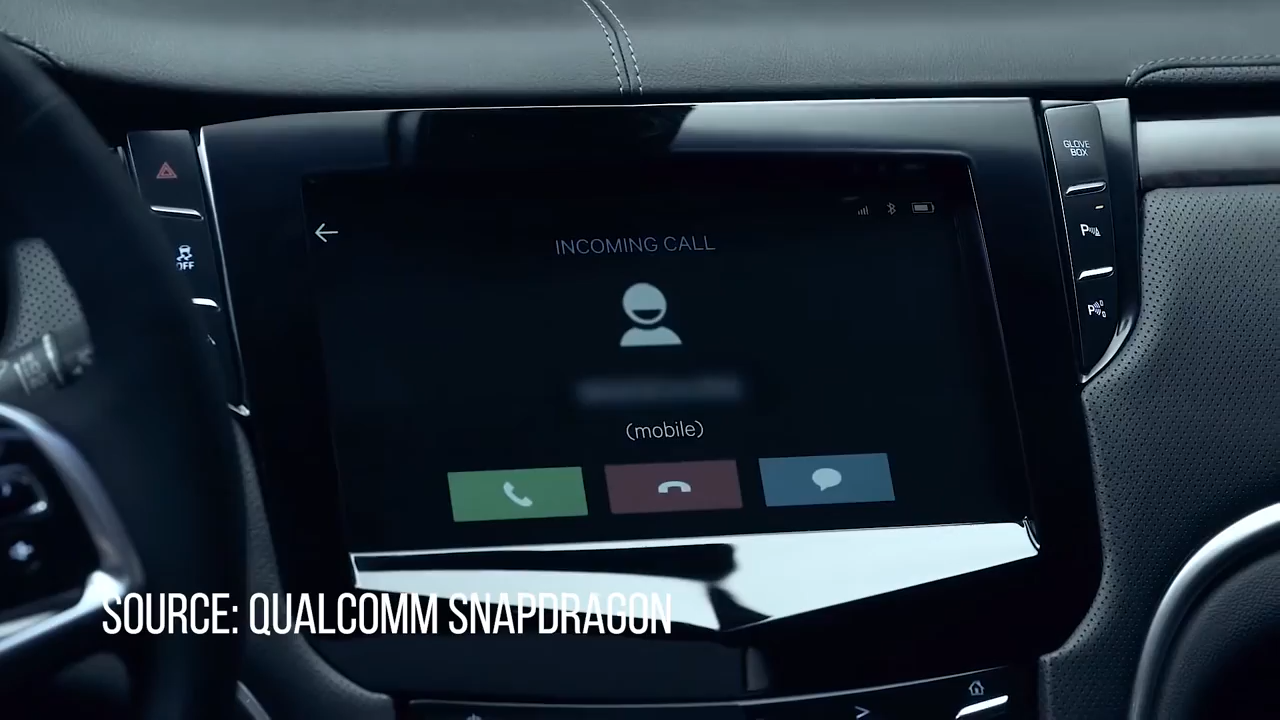 GLOVE
BOX
P
OFF
INCOMING CALL
P
(mobile)
SOURCE: QUALCOMM SNAPDRAGON